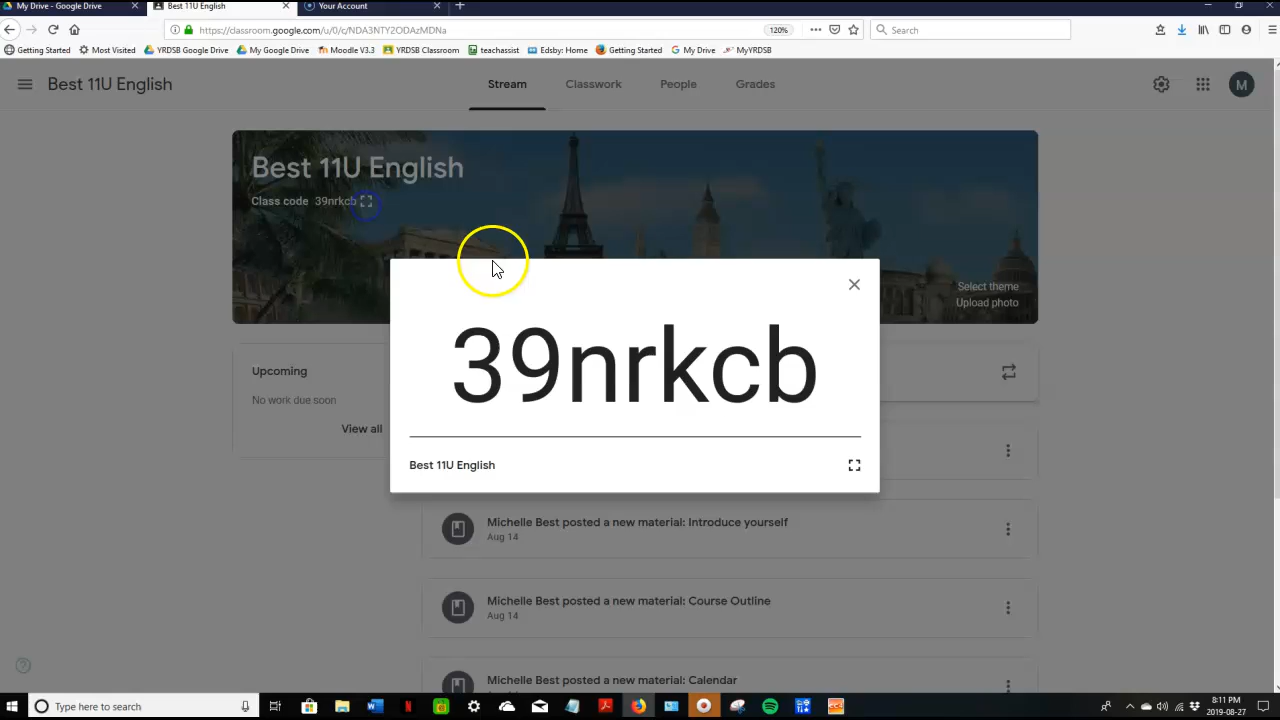 My Drive - Google Drive
Best 11U English
Your Account
https://classroom.google.com/u/0/c/NDA3NTY2ODAzMDNa
120%
Search
Getting Started
Most Visited
YRDSB Google Drive
My Google Drive
Moodle V3.3
YRDSB Classroom
teachassist
Edsby: Home
Getting Started
My Drive
MyYRDSB
Best 11U English
Stream
Classwork
People
Grades
M
Best 11U English
Class code 39nrkcb
Select theme
Upload photo
39nrkcb
Best 11U English
Upcoming
No work due soon
View all
Michelle Best posted a new material: Introduce yourself
Aug 14
Michelle Best posted a new material: Course Outline
Aug 14
Michelle Best posted a new material: Calendar
Type here to search
8:11 PM
2019-08-27